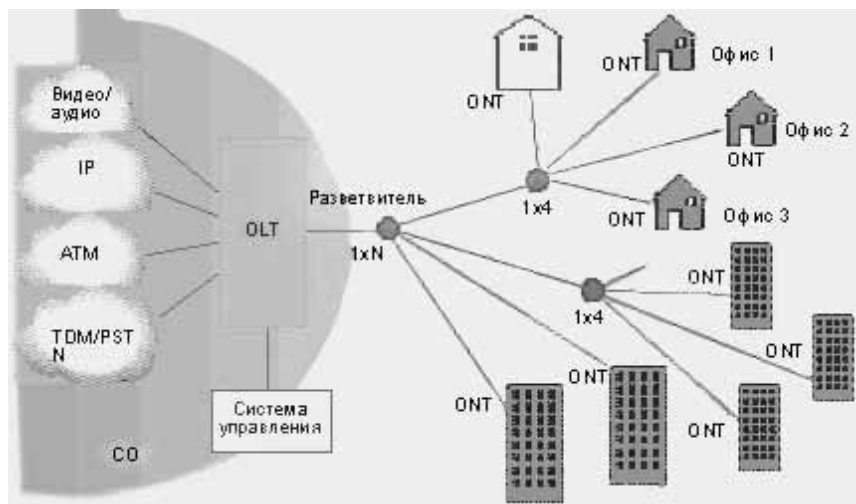 Видео/
аудио
IP
ATM
TDM/PST
N
CO
OLT
Система
управления
Разветвитель
1xN
1x4
1x4
ONT
ONT
Офис 1
ONT
Офис 2
ONT
Офис 3
ONT
ONT
ONT
ONT
ONT